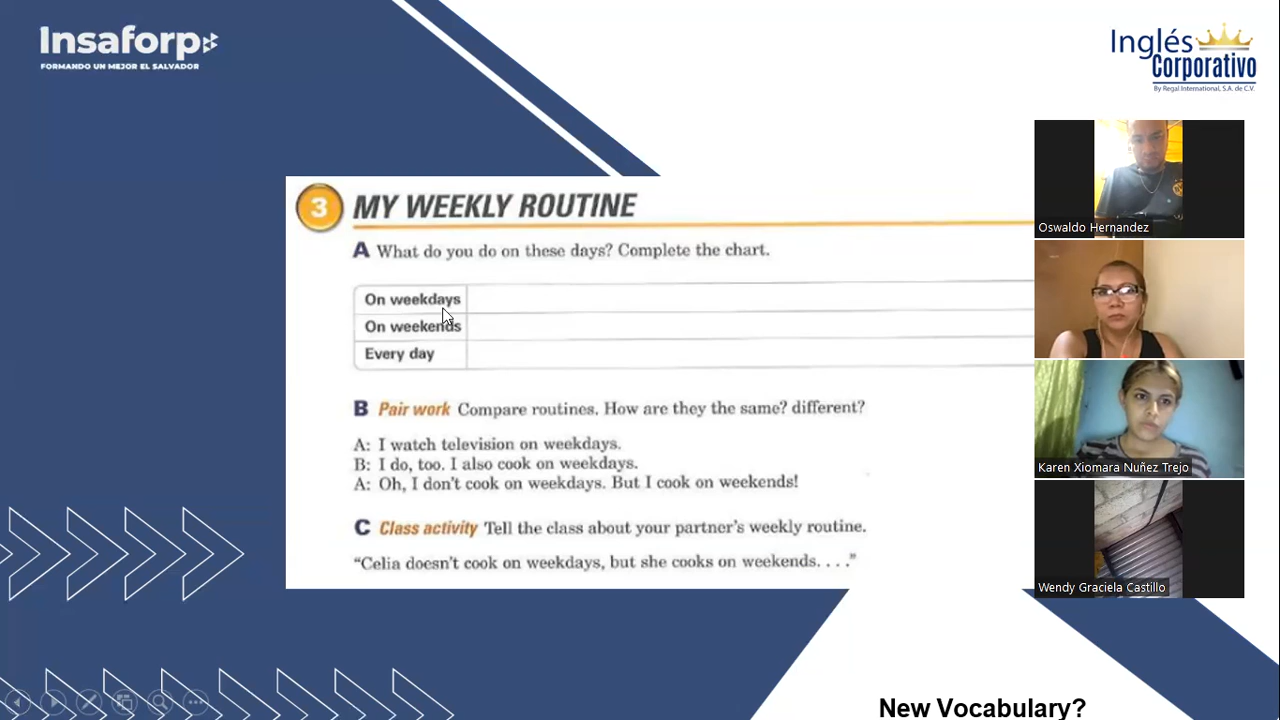 Insaforp
FORMANDO UN MEJOR EL SALVADOR
Inglés
Corporativo
By Regal International, S.A. de C.V.
3 MY WEEKLY ROUTINE
A What do you do on these days? Complete the chart.
On weekdays
On weekends
Every day
B Pair work Compare routines. How are they the same? different?
A: I watch television on weekdays.
B: I do, too. I also cook on weekdays.
A: Oh, I don't cook on weekdays. But I cook on weekends!
C Class activity Tell the class about your partner's weekly routine.
"Celia doesn't cook on weekdays, but she cooks on weekends. . . ."
Oswaldo Hernandez
Karen Xiomara Nuñez Trejo
Wendy Graciela Castillo
New Vocabulary?